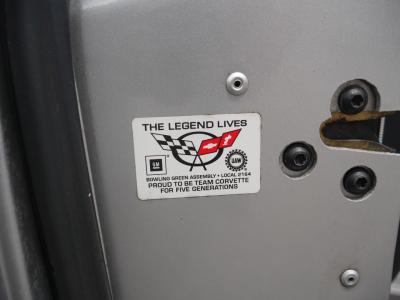 THE LEGEND LIVES
GM
UAW
BOWLING GREEN ASSEMBLY • LOCAL 2164
PROUD TO BE TEAM CORVETTE
FOR FIVE GENERATIONS